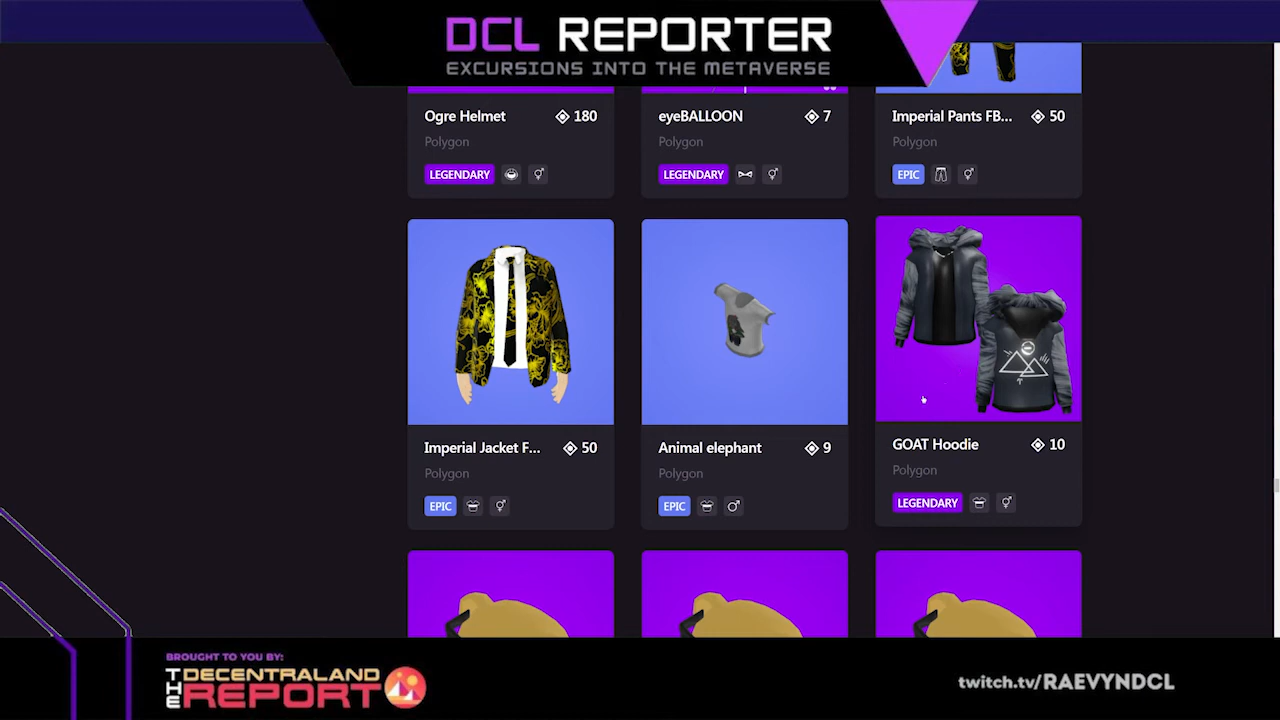 DCL REPORTER
EXCURSIONS INTO THE METAVERSE
Ogre Helmet 180
Polygon
LEGENDARY
eyeBALLOON 7
Polygon
LEGENDARY
Imperial Pants FB... 50
Polygon
EPIC
Imperial Jacket F... 50
Polygon
EPIC
Animal elephant 9
Polygon
EPIC
GOAT Hoodie 10
Polygon
LEGENDARY
BROUGHT TO YOU BY:
THE DECENTRALAND
REPORT
twitch.tv/RAEVYNDCL